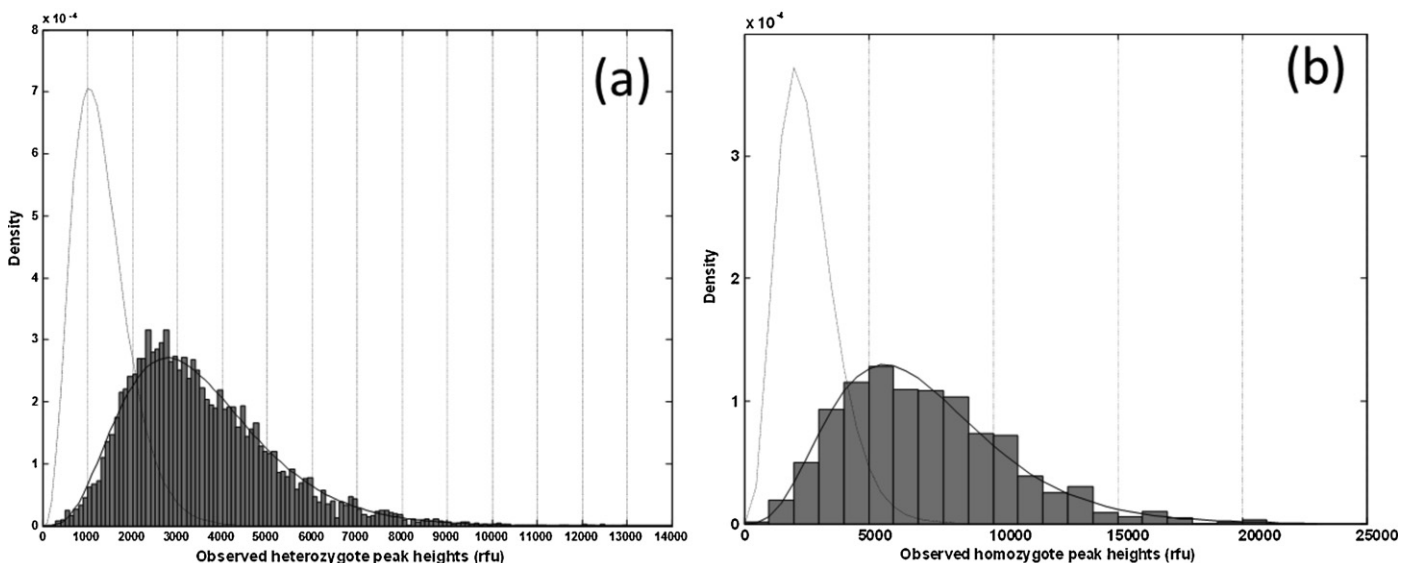 x 10⁻⁴
(a)
8
7
6
5
4
3
2
1
0
Density
0 1000 2000 3000 4000 5000 6000 7000 8000 9000 10000 11000 12000 13000 14000
Observed heterozygote peak heights (rfu)
x 10⁻⁴
(b)
3
2
1
0
Density
0 5000 10000 15000 20000 25000
Observed homozygote peak heights (rfu)